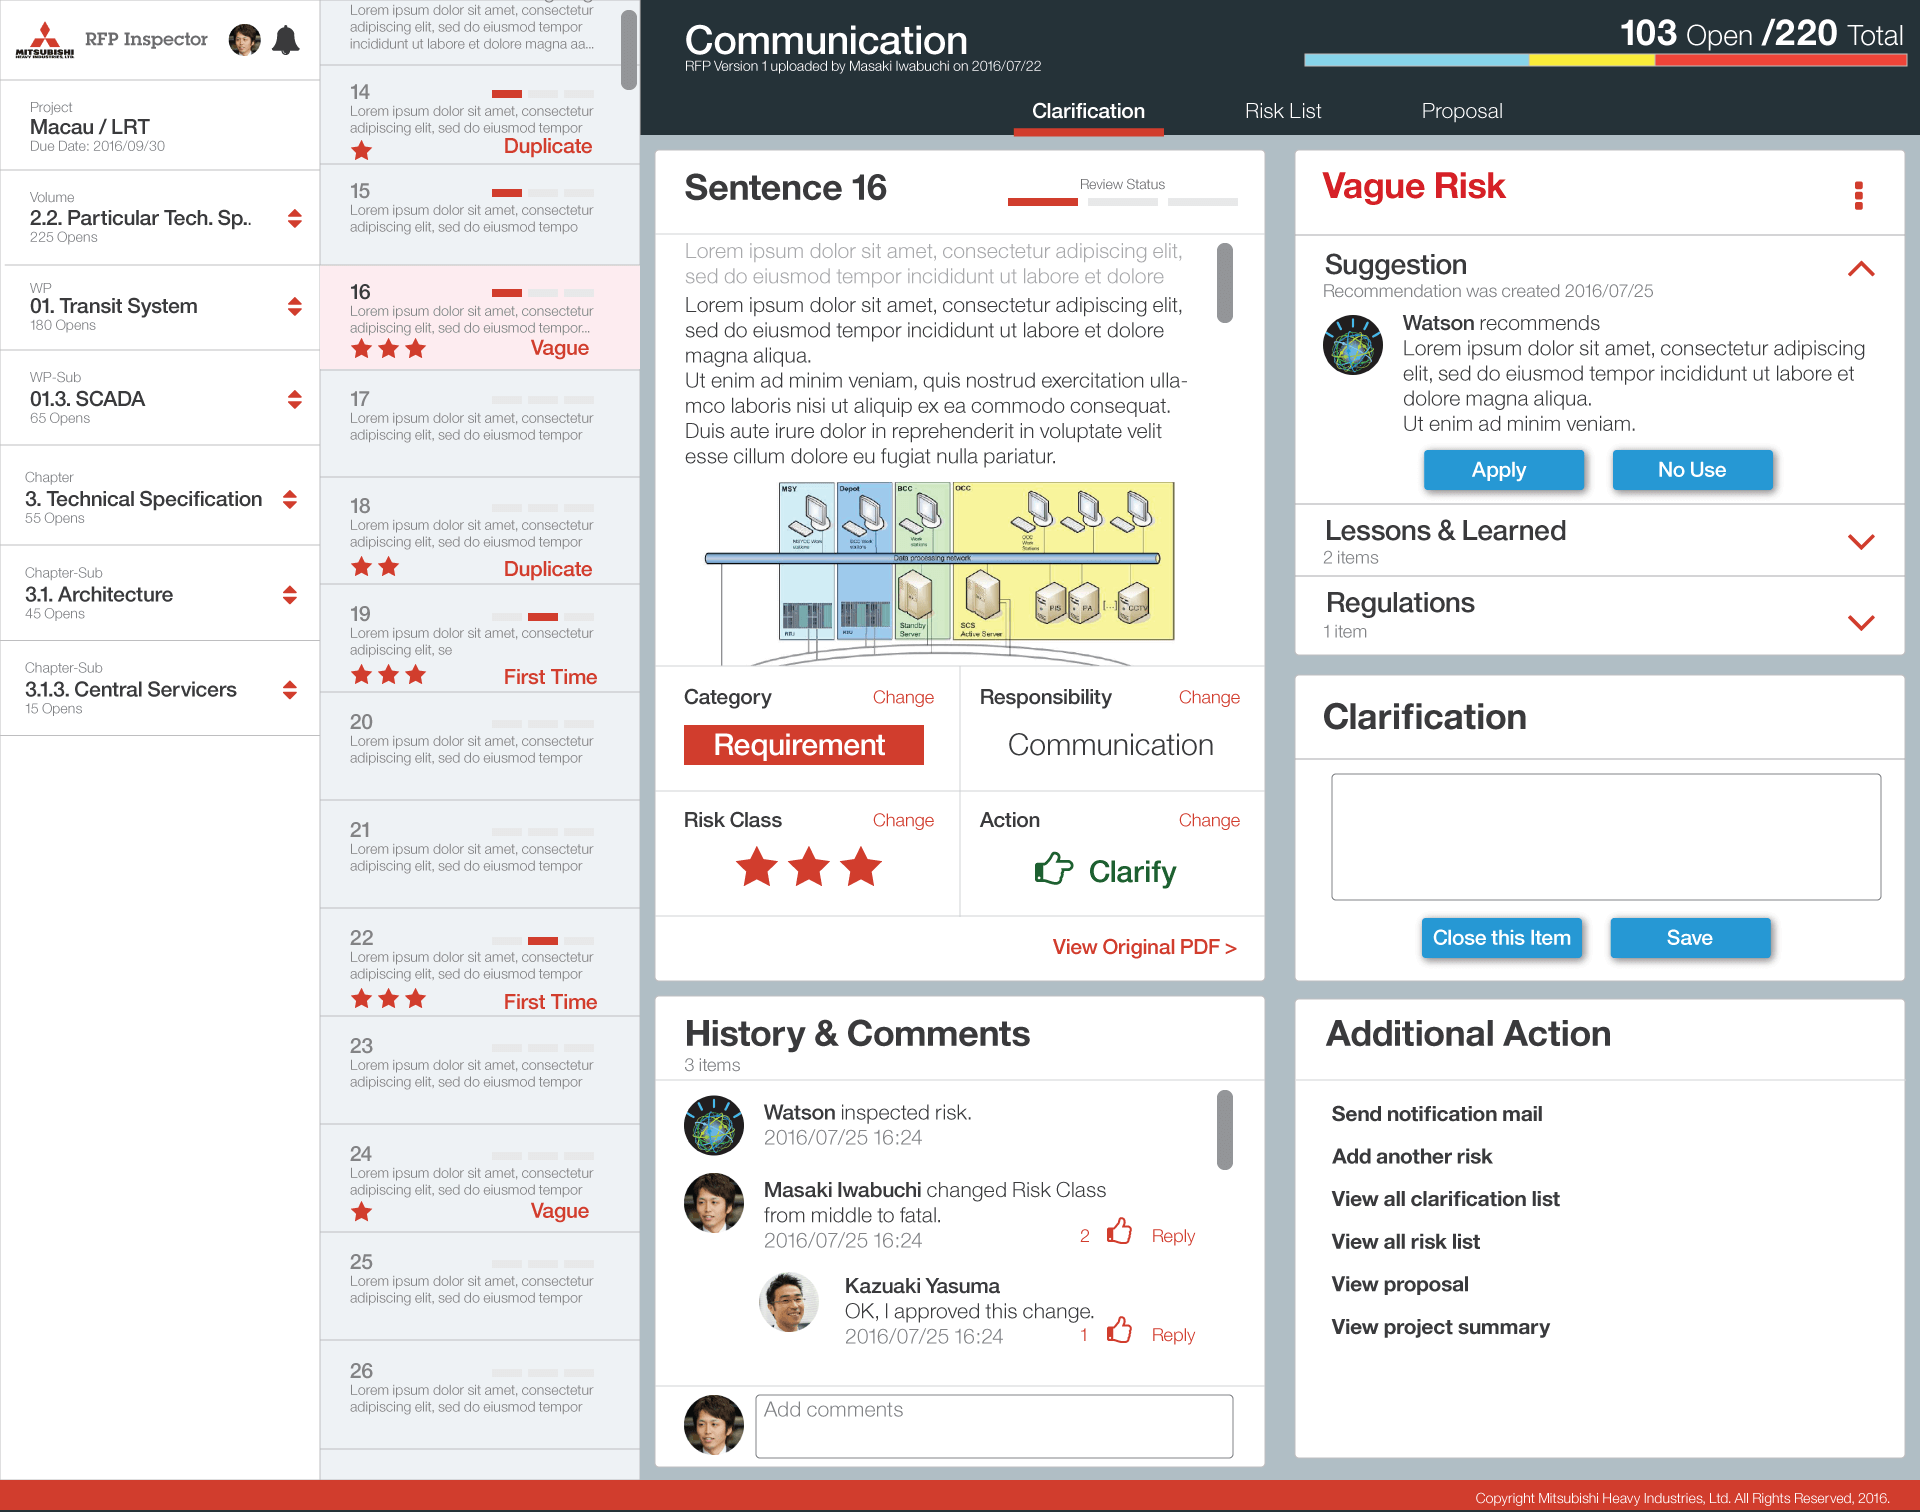 MITSUBISHI
HEAVY INDUSTRIES, LTD.
RFP Inspector
Project
Macau / LRT
Due Date: 2016/09/30
Volume
2.2. Particular Tech. Sp..
225 Opens
WP
01. Transit System
180 Opens
WP-Sub
01.3. SCADA
65 Opens
Chapter
3. Technical Specification
55 Opens
Chapter-Sub
3.1. Architecture
45 Opens
Chapter-Sub
3.1.3. Central Servicers
15 Opens
Lorem ipsum dolor sit amet, consectetur
adipiscing elit, sed do eiusmod tempor
incididunt ut labore et dolore magna aa...
14
Lorem ipsum dolor sit amet, consectetur
adipiscing elit, sed do eiusmod tempor
Duplicate
15
Lorem ipsum dolor sit amet, consectetur
adipiscing elit, sed do eiusmod tempo
16
Lorem ipsum dolor sit amet, consectetur
adipiscing elit, sed do eiusmod tempor...
Vague
17
Lorem ipsum dolor sit amet, consectetur
adipiscing elit, sed do eiusmod tempor
18
Lorem ipsum dolor sit amet, consectetur
adipiscing elit, sed do eiusmod tempor
Duplicate
19
Lorem ipsum dolor sit amet, consectetur
adipiscing elit, se
First Time
20
Lorem ipsum dolor sit amet, consectetur
adipiscing elit, sed do eiusmod tempor
21
Lorem ipsum dolor sit amet, consectetur
adipiscing elit, sed do eiusmod tempor
22
Lorem ipsum dolor sit amet, consectetur
adipiscing elit, sed do eiusmod tempor
First Time
23
Lorem ipsum dolor sit amet, consectetur
adipiscing elit, sed do eiusmod tempor
24
Lorem ipsum dolor sit amet, consectetur
adipiscing elit, sed do eiusmod tempor
Vague
25
Lorem ipsum dolor sit amet, consectetur
adipiscing elit, sed do eiusmod tempor
26
Lorem ipsum dolor sit amet, consectetur
adipiscing elit, sed do eiusmod tempor
Communication
RFP Version 1 uploaded by Masaki Iwabuchi on 2016/07/22
103 Open /220 Total
Clarification Risk List Proposal
Sentence 16
Review Status
Lorem ipsum dolor sit amet, consectetur adipiscing elit,
sed do eiusmod tempor incididunt ut labore et dolore
Lorem ipsum dolor sit amet, consectetur adipiscing elit,
sed do eiusmod tempor incididunt ut labore et dolore
magna aliqua.
Ut enim ad minim veniam, quis nostrud exercitation ulla-
mco laboris nisi ut aliquip ex ea commodo consequat.
Duis aute irure dolor in reprehenderit in voluptate velit
esse cillum dolore eu fugiat nulla pariatur.
MSY Depot BCC OCC
Work
stations
Work
stations
Work
stations
OCC
Work
Stations
Data processing network
PIS PA [...] CCTV
RTU RTU
Standby
Server
SCS
Active Server
Category Change
Requirement
Responsibility Change
Communication
Risk Class Change
Action Change
Clarify
View Original PDF >
History & Comments
3 items
Watson inspected risk.
2016/07/25 16:24
Masaki Iwabuchi changed Risk Class
from middle to fatal.
2016/07/25 16:24
2 Reply
Kazuaki Yasuma
OK, I approved this change.
2016/07/25 16:24
1 Reply
Add comments
Vague Risk
Suggestion
Recommendation was created 2016/07/25
Watson recommends
Lorem ipsum dolor sit amet, consectetur adipiscing
elit, sed do eiusmod tempor incididunt ut labore et
dolore magna aliqua.
Ut enim ad minim veniam.
Apply No Use
Lessons & Learned
2 items
Regulations
1 item
Clarification
Close this Item Save
Additional Action
Send notification mail
Add another risk
View all clarification list
View all risk list
View proposal
View project summary
Copyright Mitsubishi Heavy Industries, Ltd. All Rights Reserved, 2016.